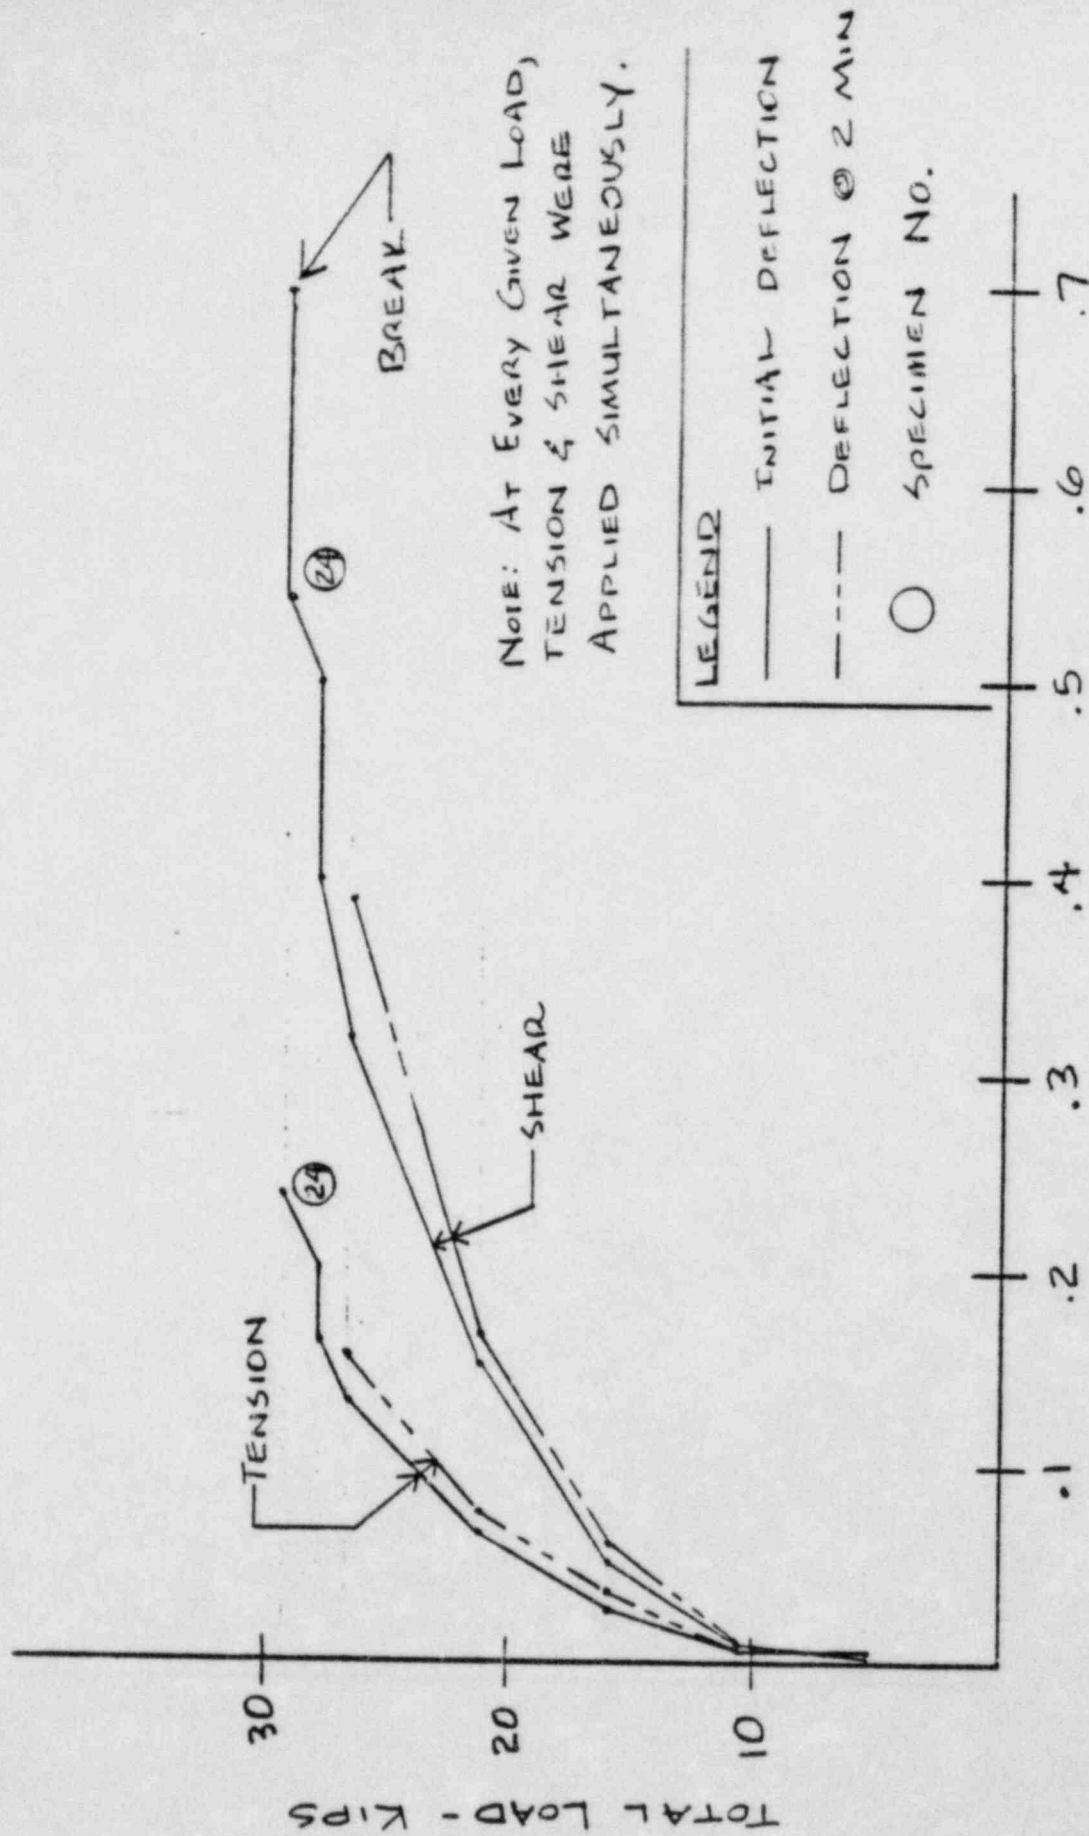 TOTAL LOAD - KIPS
30
20
10
TENSION
24
SHEAR
24
BREAK
NOTE: AT EVERY GIVEN LOAD,
TENSION & SHEAR WERE
APPLIED SIMULTANEOUSLY.
LEGEND
INITIAL DEFLECTION
DEFLECTION @ 2 MIN
SPECIMEN NO.
.1
.2
.3
.4
.5
.6
.7